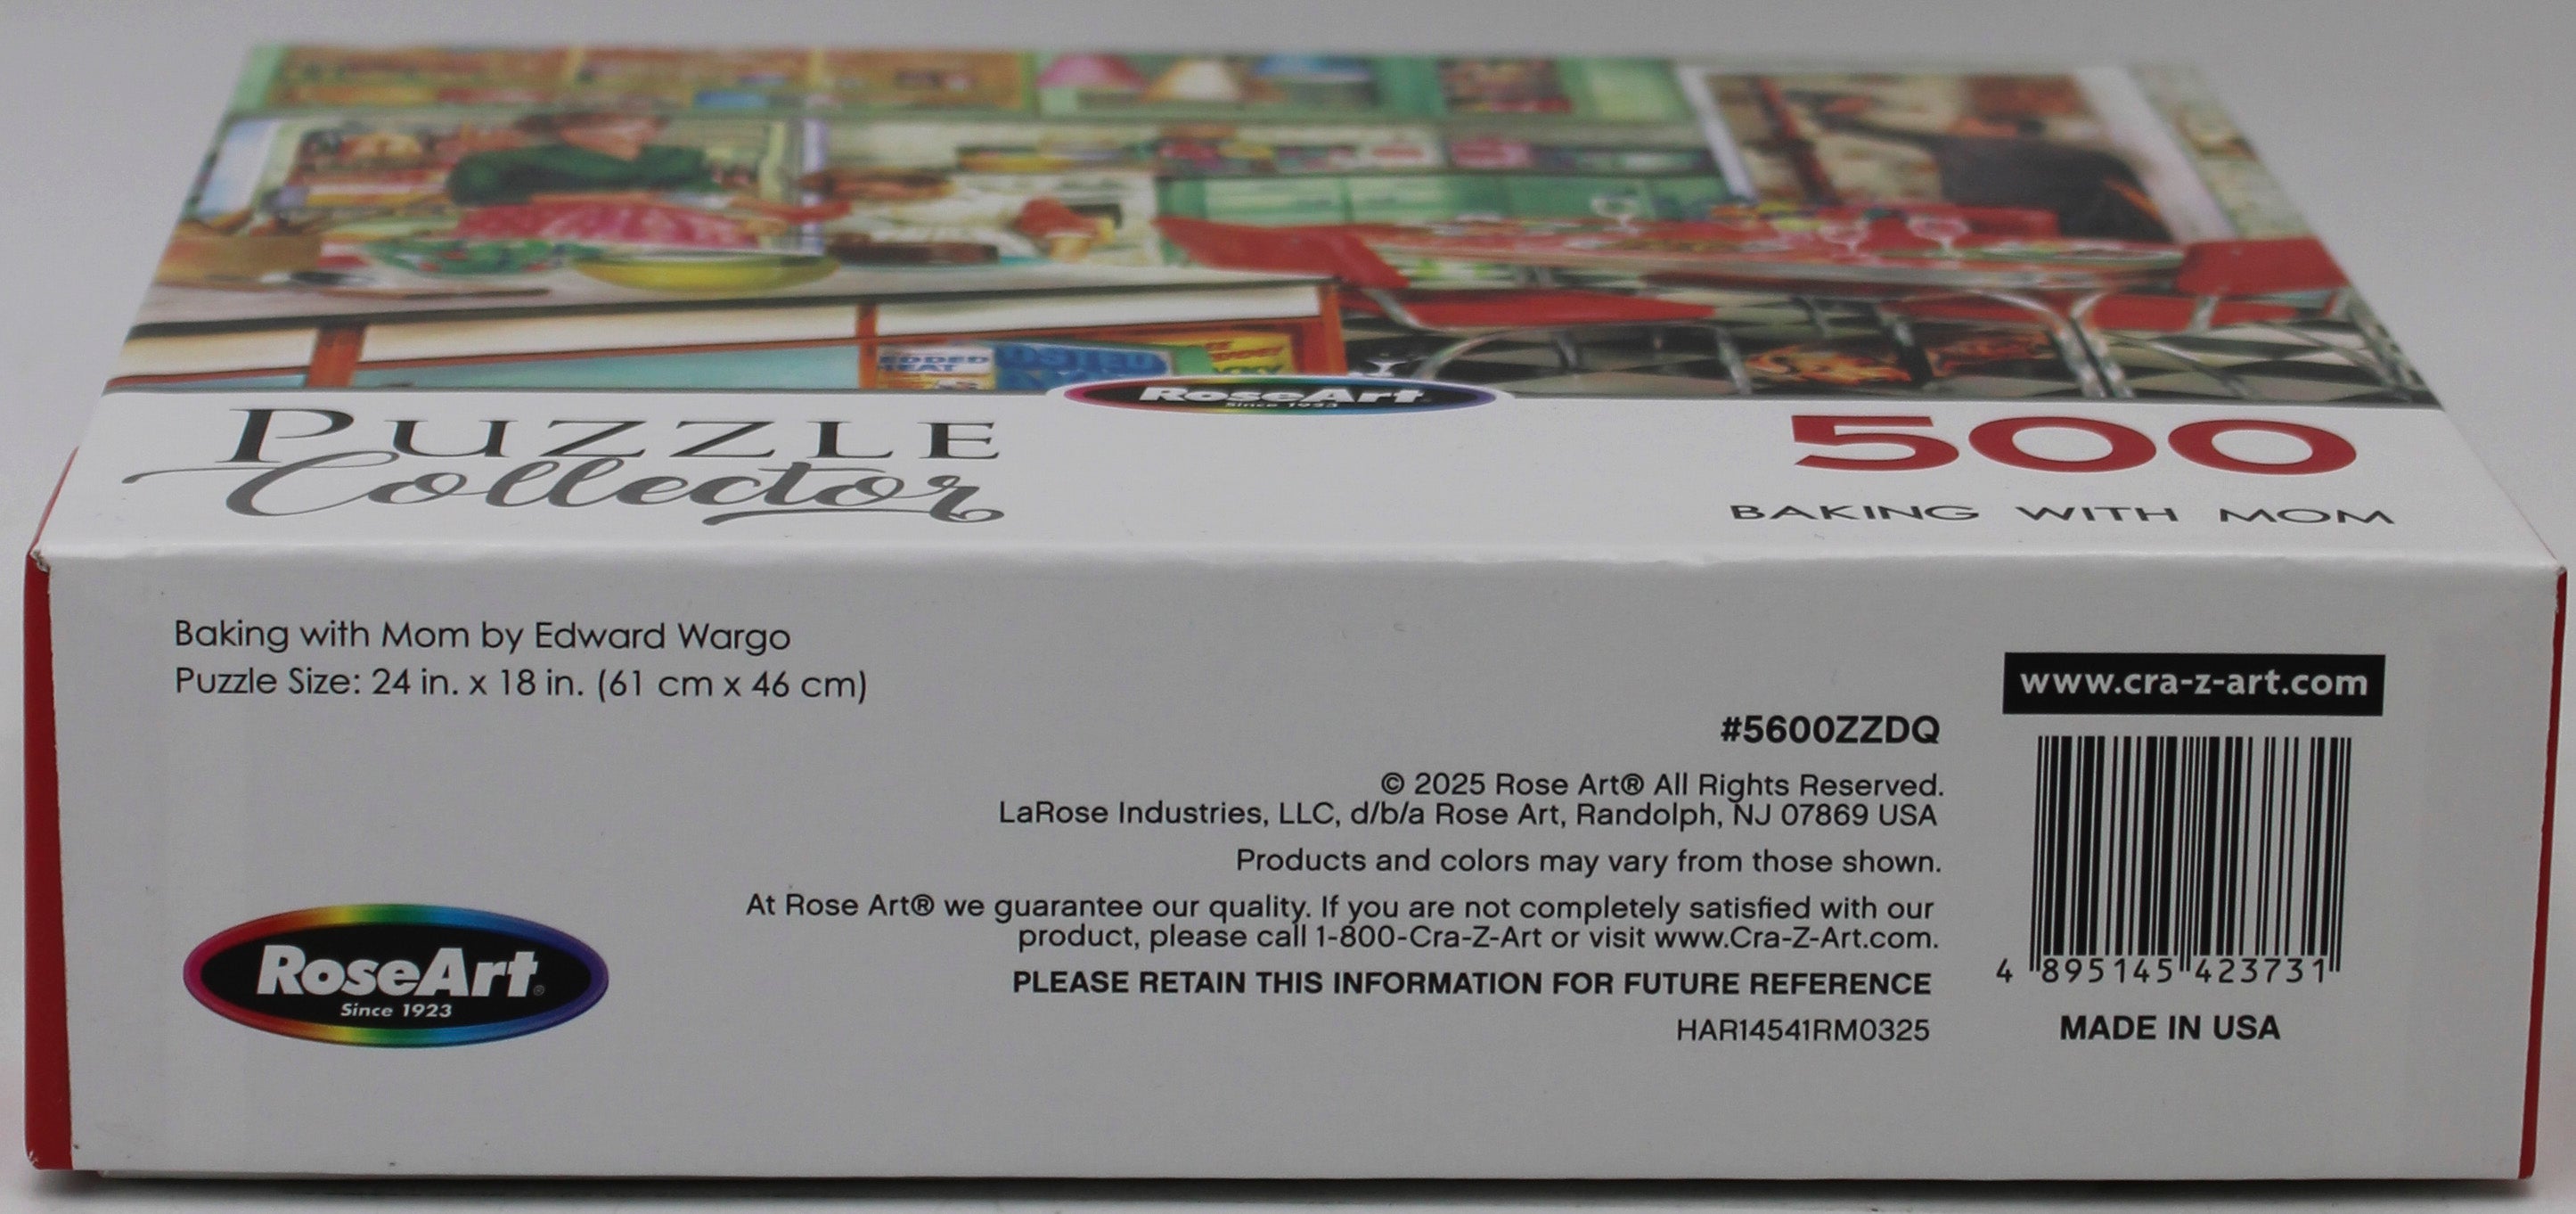 RoseArt
Since 1923
PUZZLE
Collector
500
BAKING WITH MOM
Baking with Mom by Edward Wargo
Puzzle Size: 24 in. x 18 in. (61 cm x 46 cm)
www.cra-z-art.com
#5600ZZDQ
© 2025 Rose Art® All Rights Reserved.
LaRose Industries, LLC, d/b/a Rose Art, Randolph, NJ 07869 USA
Products and colors may vary from those shown.
At Rose Art® we guarantee our quality. If you are not completely satisfied with our
product, please call 1-800-Cra-Z-Art or visit www.Cra-Z-Art.com.
PLEASE RETAIN THIS INFORMATION FOR FUTURE REFERENCE
HAR14541RM0325
RoseArt®
Since 1923
4 895145 423731
MADE IN USA